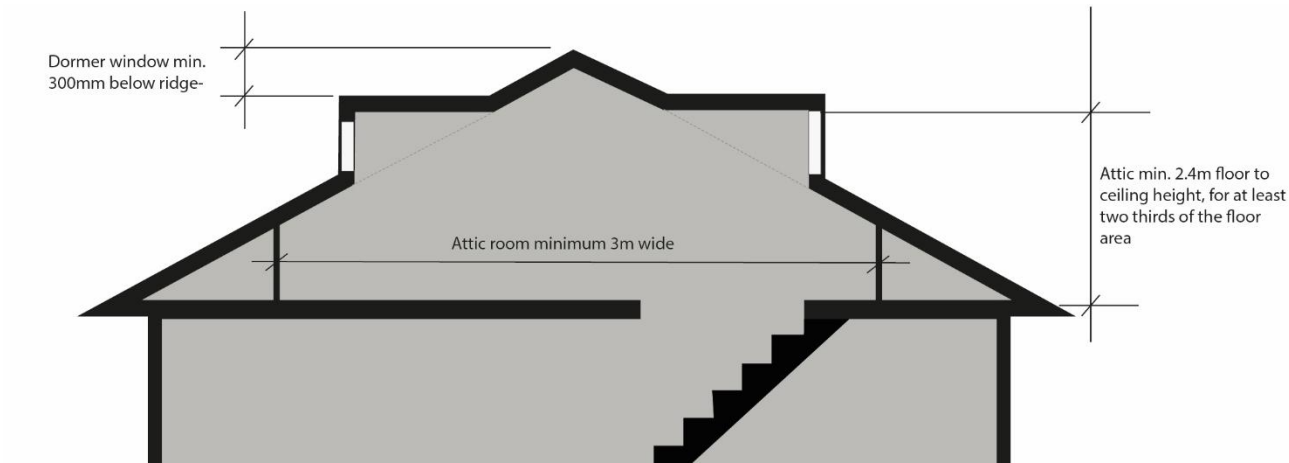 Dormer window min.
300mm below ridge-
Attic room minimum 3m wide
Attic min. 2.4m floor to
ceiling height, for at least
two thirds of the floor
area